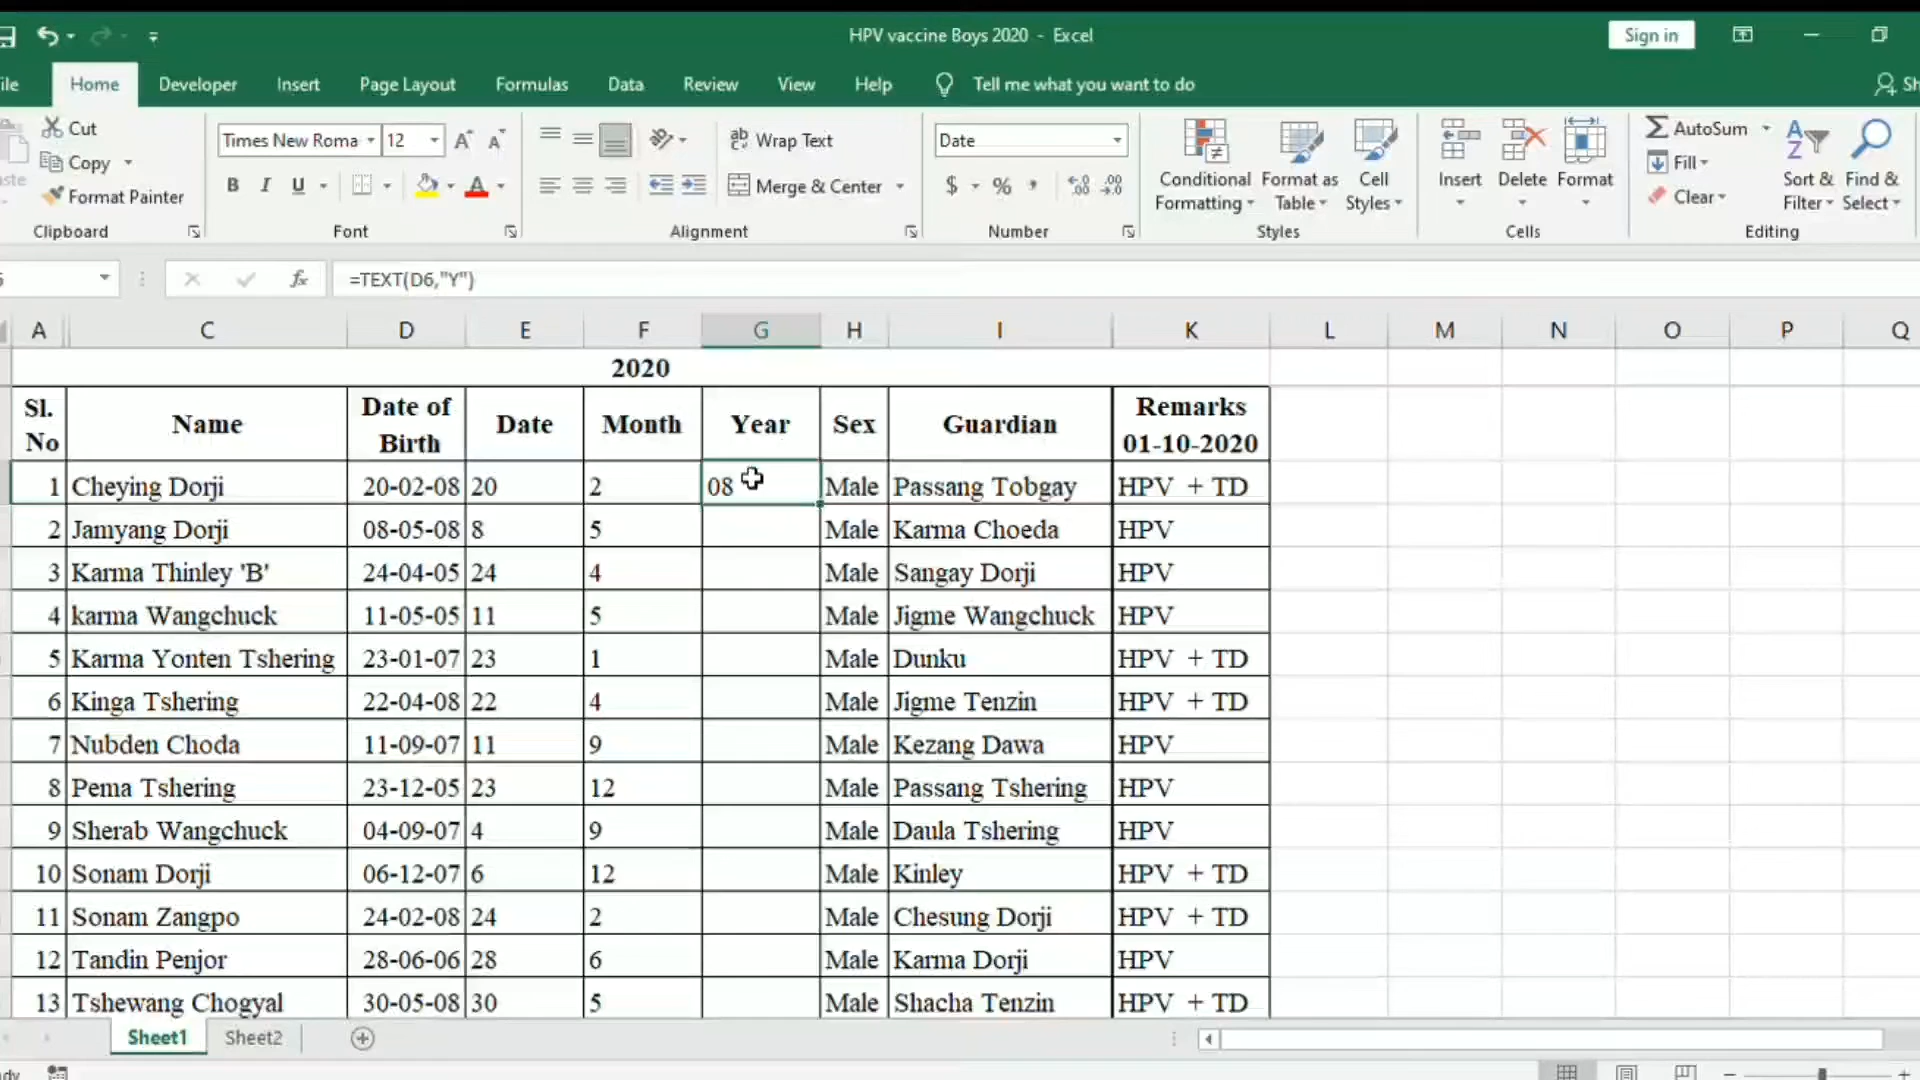 HPV vaccine Boys 2020 - Excel
Sign in
Home Developer Insert Page Layout Formulas Data Review View Help Tell me what you want to do
Cut
Copy
Format Painter
Clipboard
Times New Roma 12
B I U
Font
Wrap Text
Merge & Center
Alignment
Date
$ % ,
Number
Conditional Formatting
Format as Table
Cell Styles
Styles
Insert
Delete
Format
Cells
AutoSum
Fill
Clear
Sort & Filter
Find & Select
Editing
fx =TEXT(D6,"Y")
A C D E F G H I K L M N O P Q
2020
Sl. No Name Date of Birth Date Month Year Sex Guardian Remarks 01-10-2020
1 Cheying Dorji 20-02-08 20 2 08 Male Passang Tobgay HPV + TD
2 Jamyang Dorji 08-05-08 8 5 Male Karma Choeda HPV
3 Karma Thinley 'B' 24-04-05 24 4 Male Sangay Dorji HPV
4 karma Wangchuck 11-05-05 11 5 Male Jigme Wangchuck HPV
5 Karma Yonten Tshering 23-01-07 23 1 Male Dunku HPV + TD
6 Kinga Tshering 22-04-08 22 4 Male Jigme Tenzin HPV + TD
7 Nubden Choda 11-09-07 11 9 Male Kezang Dawa HPV
8 Pema Tshering 23-12-05 23 12 Male Passang Tshering HPV
9 Sherab Wangchuck 04-09-07 4 9 Male Daula Tshering HPV
10 Sonam Dorji 06-12-07 6 12 Male Kinley HPV + TD
11 Sonam Zangpo 24-02-08 24 2 Male Chesung Dorji HPV + TD
12 Tandin Penjor 28-06-06 28 6 Male Karma Dorji HPV
13 Tshewang Chogyal 30-05-08 30 5 Male Shacha Tenzin HPV + TD
Sheet1 Sheet2